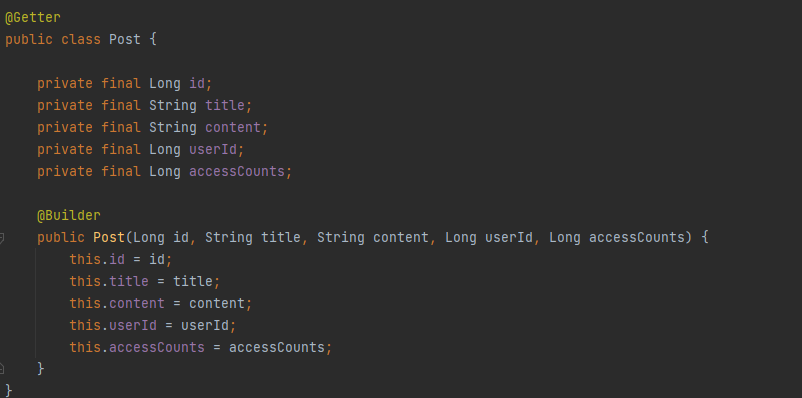 @Getter
public class Post {
private final Long id;
private final String title;
private final String content;
private final Long userId;
private final Long accessCounts;
@Builder
public Post(Long id, String title, String content, Long userId, Long accessCounts) {
this.id = id;
this.title = title;
this.content = content;
this.userId = userId;
this.accessCounts = accessCounts;
}
}